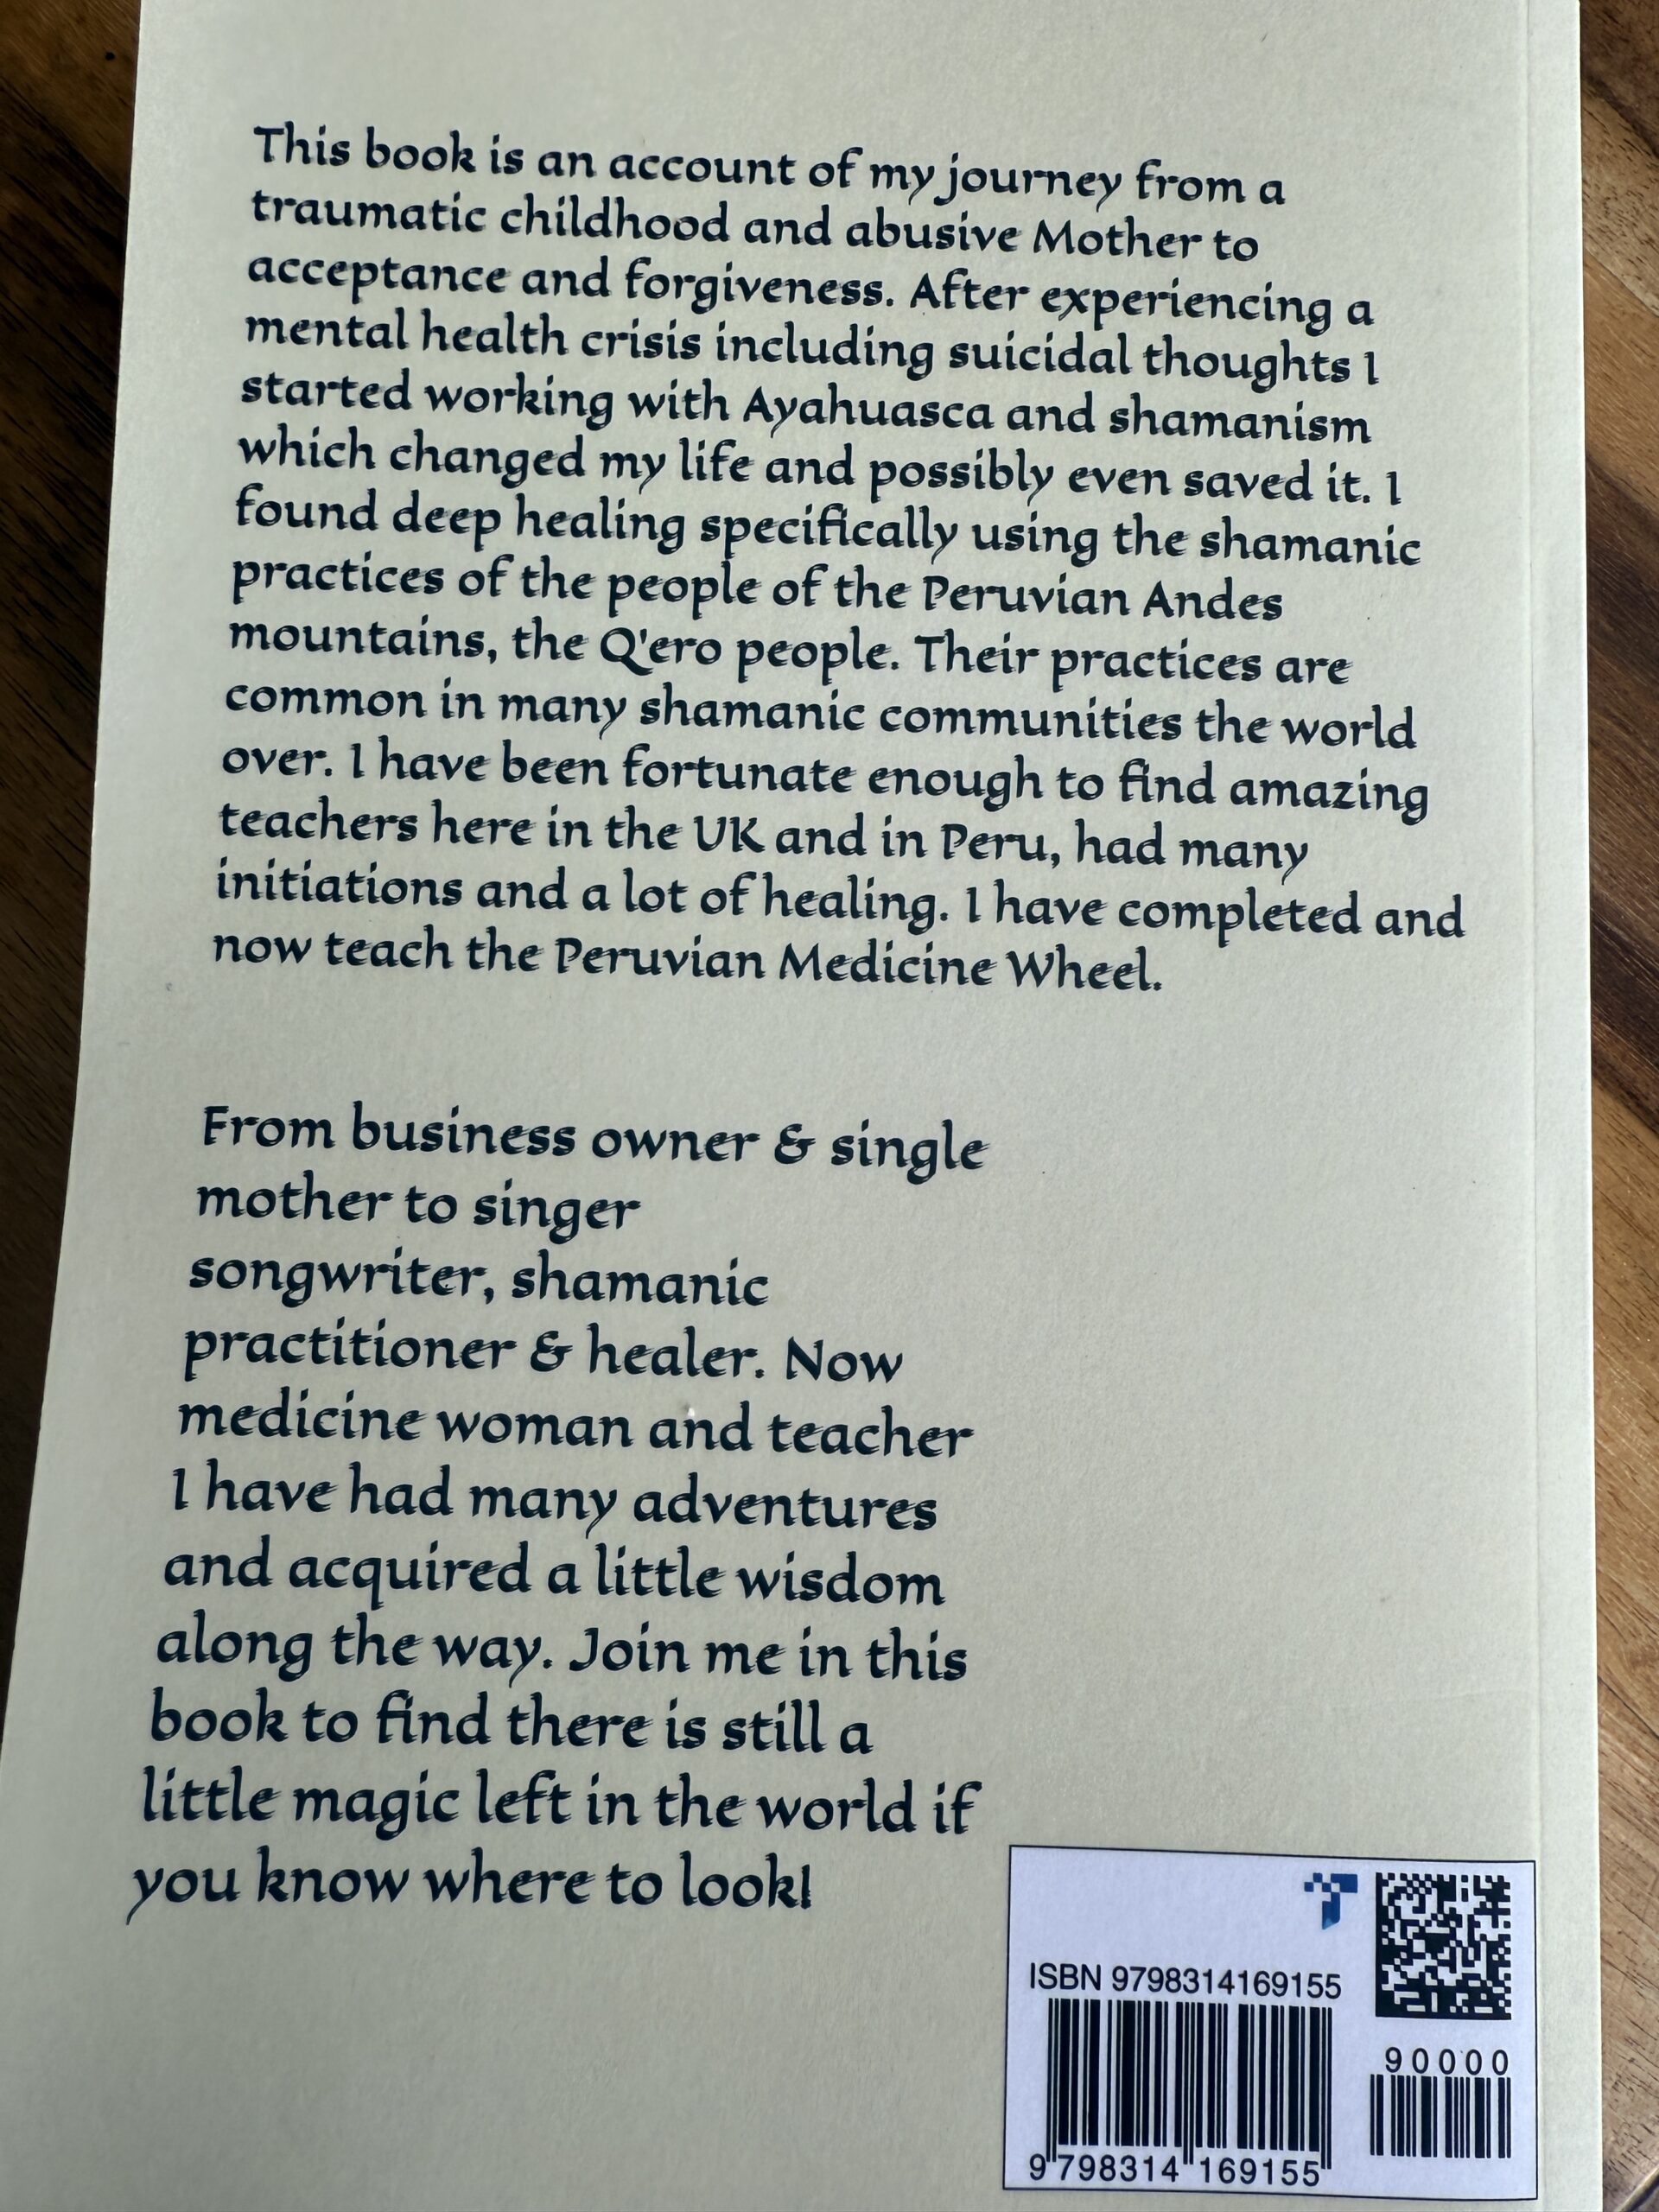 This book is an account of my journey from a
traumatic childhood and abusive Mother to
acceptance and forgiveness. After experiencing a
mental health crisis including suicidal thoughts I
started working with Ayahuasca and shamanism
which changed my life and possibly even saved it. I
found deep healing specifically using the shamanic
practices of the people of the Peruvian Andes
mountains, the Q'ero people. Their practices are
common in many shamanic communities the world
over. I have been fortunate enough to find amazing
teachers here in the UK and in Peru, had many
initiations and a lot of healing. I have completed and
now teach the Peruvian Medicine Wheel.
From business owner & single
mother to singer
songwriter, shamanic
practitioner & healer. Now
medicine woman and teacher
I have had many adventures
and acquired a little wisdom
along the way. Join me in this
book to find there is still a
little magic left in the world if
you know where to look!
ISBN 9798314169155
90000
9 798314 169155